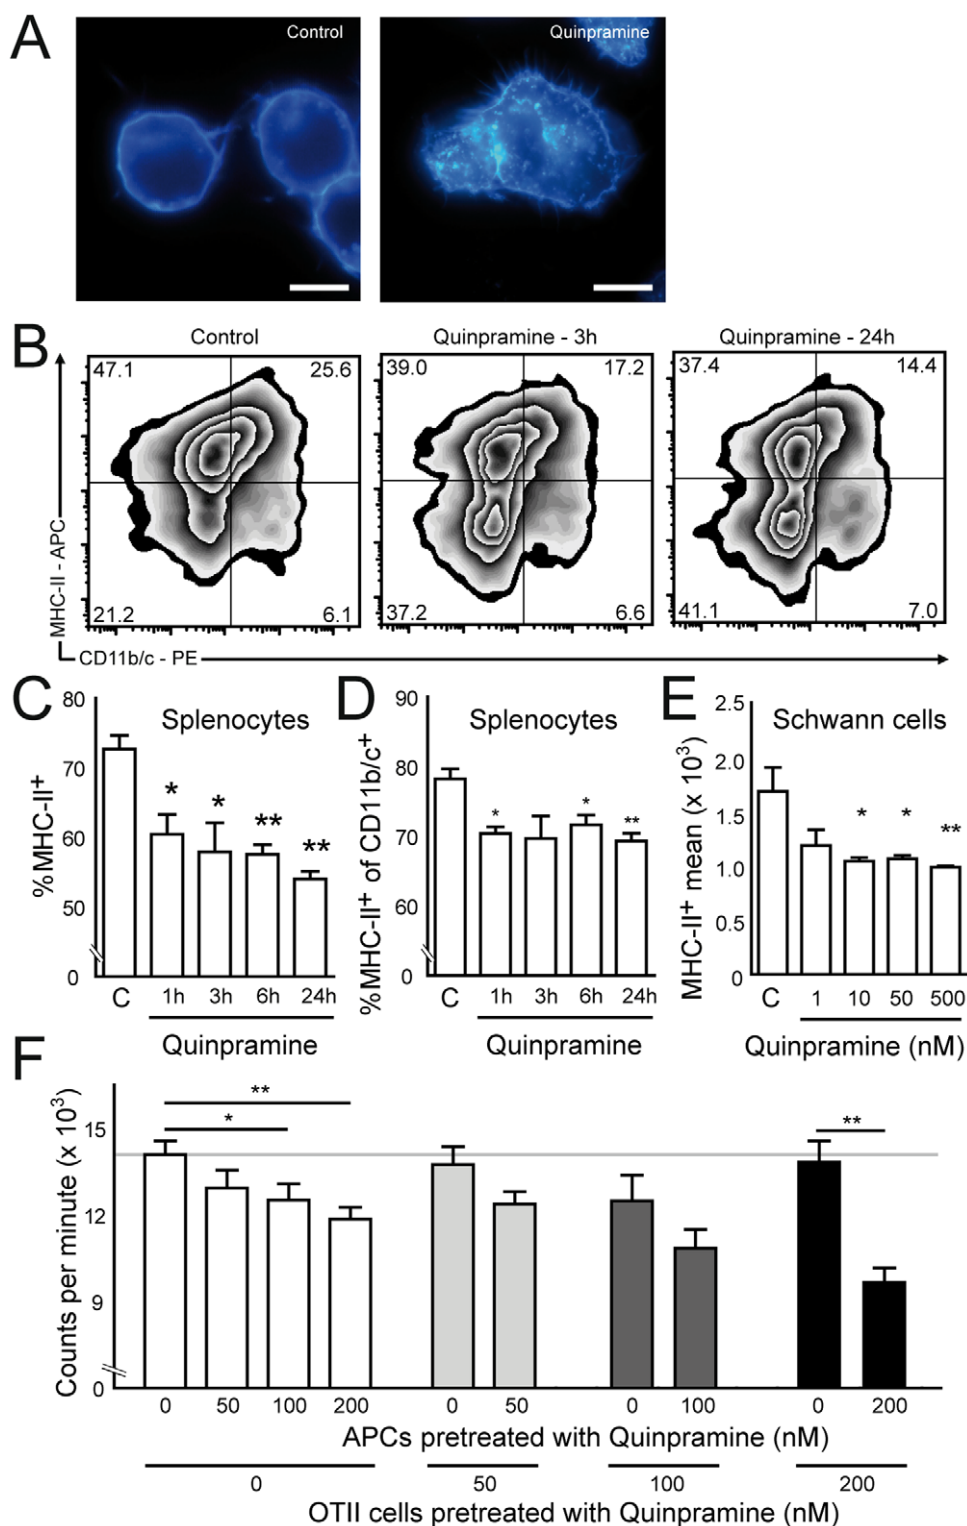 A
Control
Quinpramine
B
Control
Quinpramine - 3h
Quinpramine - 24h
47.1
25.6
39.0
17.2
37.4
14.4
MHC-II - APC
21.2
6.1
37.2
6.6
41.1
7.0
CD11b/c - PE
C
Splenocytes
%MHC-II⁺
80
70
60
50
0
*
*
**
**
C
1h
3h
6h
24h
Quinpramine
D
Splenocytes
%MHC-II⁺ of CD11b/c⁺
90
80
70
60
0
*
*
**
C
1h
3h
6h
24h
Quinpramine
E
Schwann cells
MHC-II⁺ mean (x 10³)
2.5
2.0
1.5
1.0
0.5
0
*
*
**
C
1
10
50
500
Quinpramine (nM)
F
Counts per minute (x 10³)
15
12
9
0
**
*
**
0 50 100 200 0 50 0 100 0 200
APCs pretreated with Quinpramine (nM)
0 50 100 200
OTII cells pretreated with Quinpramine (nM)